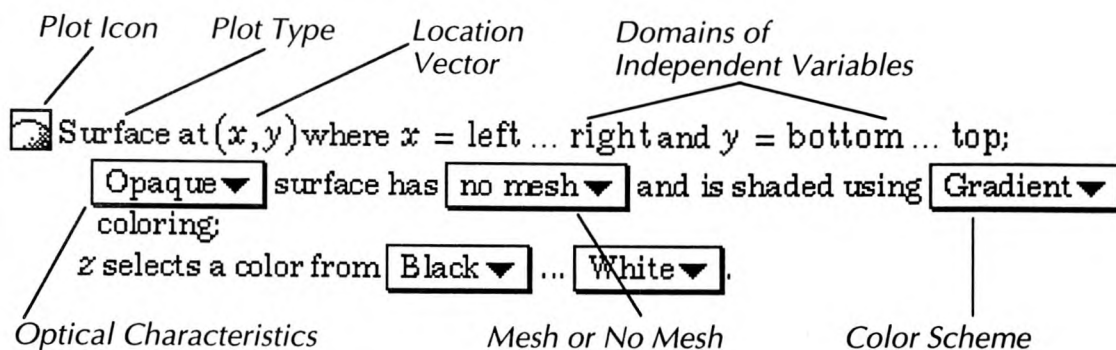 Plot Icon Plot Type Location Domains of
Vector Independent Variables
Surface at (x,y) where x = left ... right and y = bottom ... top;
Opaque surface has no mesh and is shaded using Gradient
coloring;
z selects a color from Black ... White.
Optical Characteristics Mesh or No Mesh Color Scheme